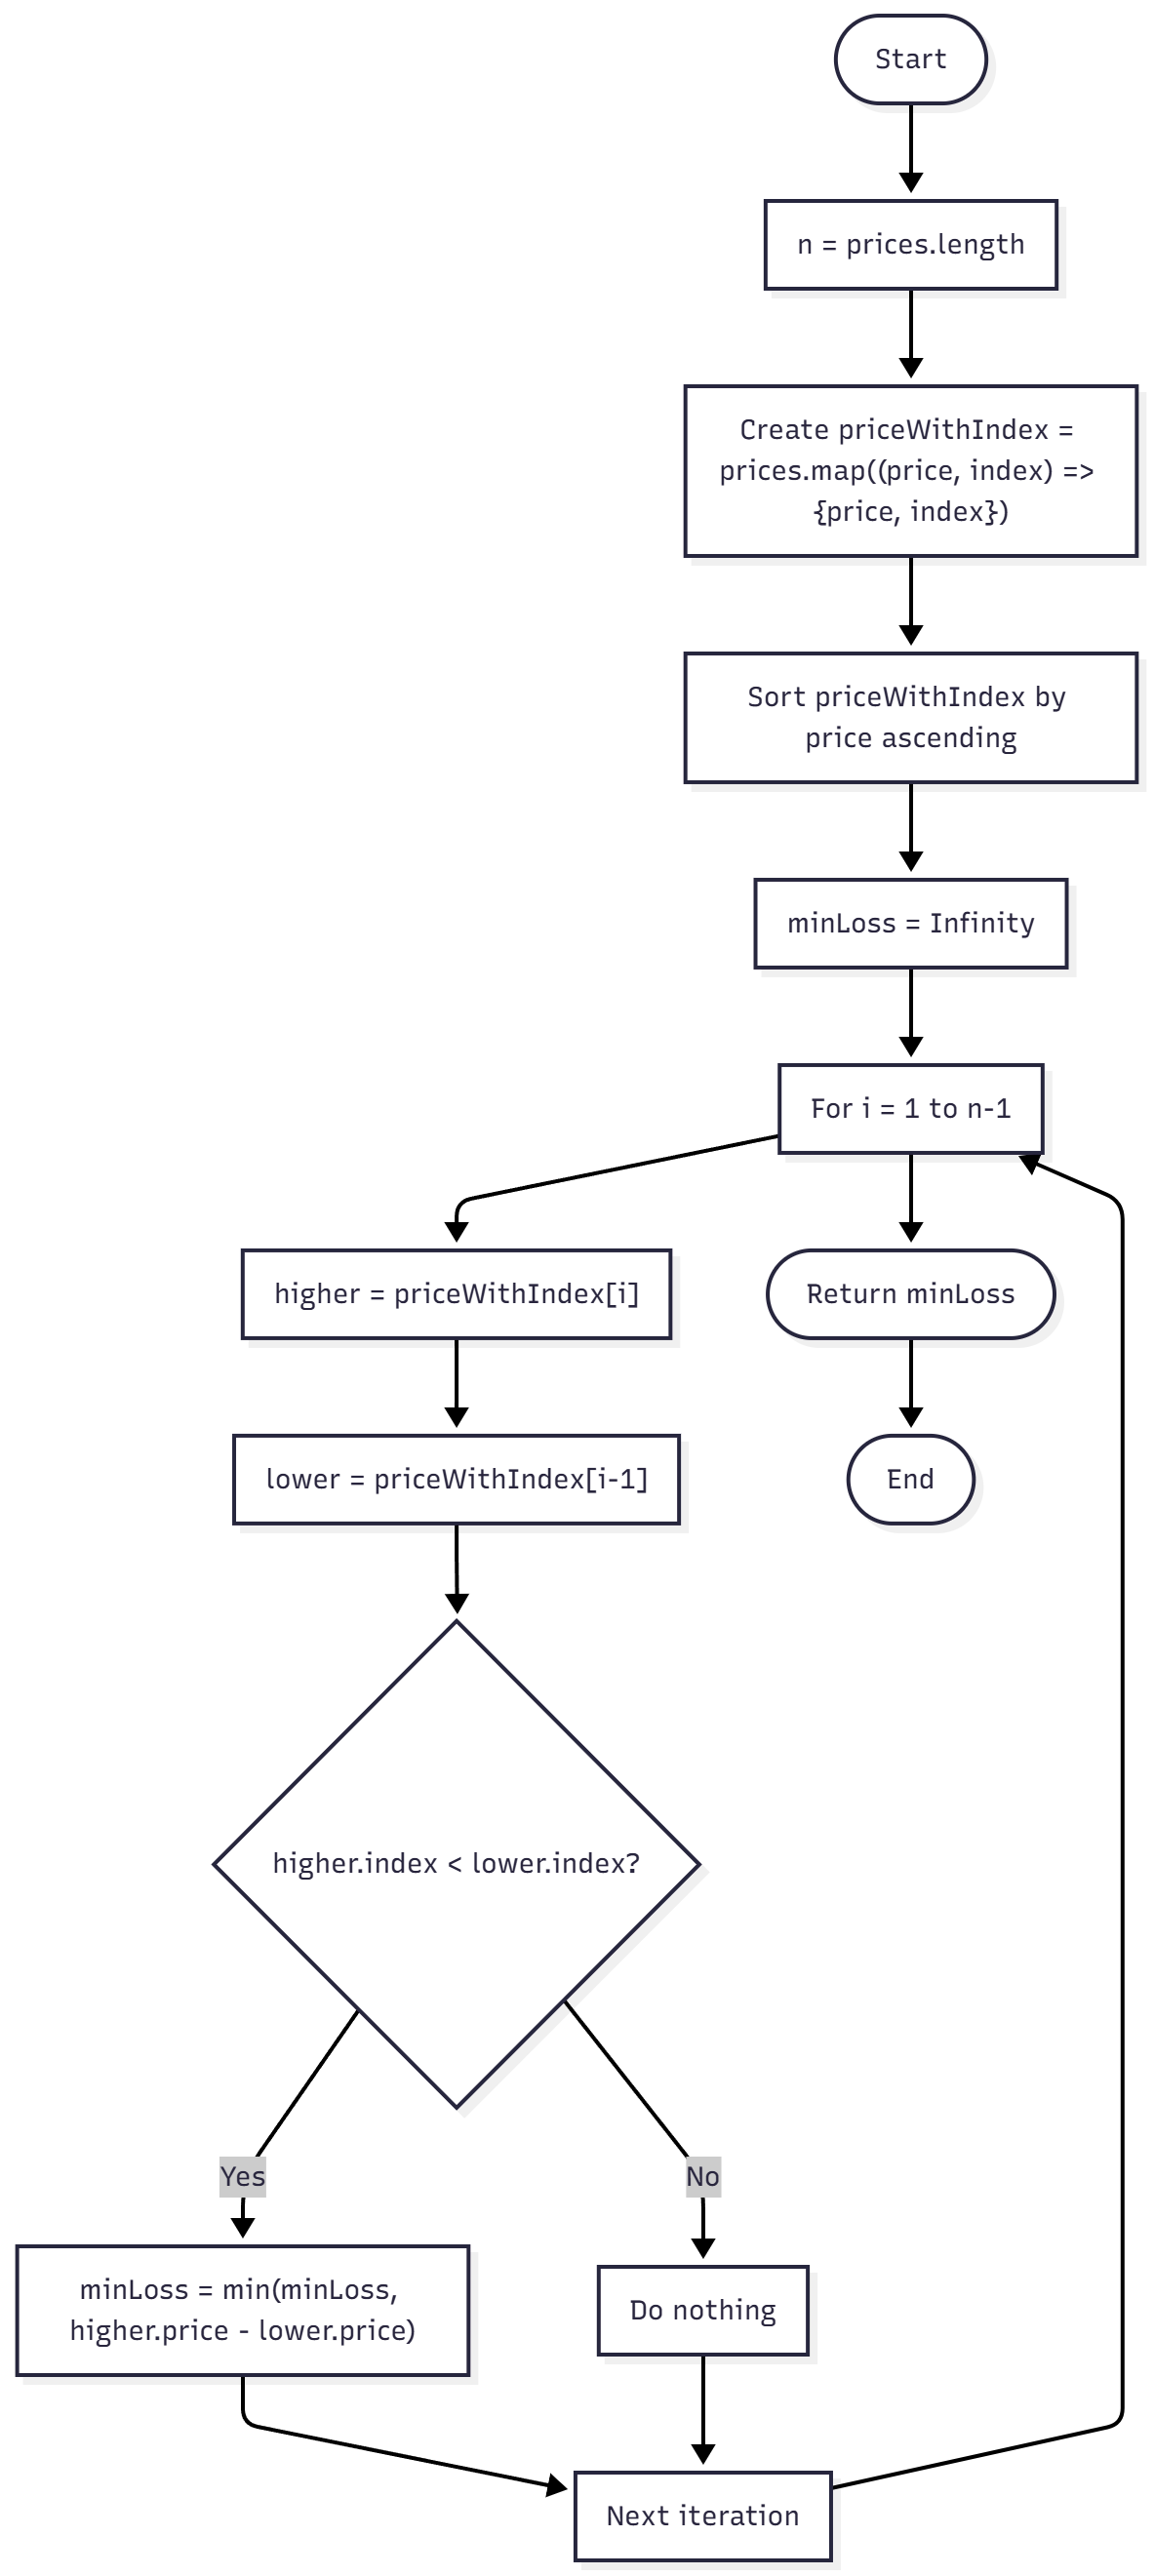 Start
n = prices.length
Create priceWithIndex =
prices.map((price, index) =>
{price, index})
Sort priceWithIndex by
price ascending
minLoss = Infinity
For i = 1 to n-1
higher = priceWithIndex[i]
Return minLoss
lower = priceWithIndex[i-1]
End
higher.index < lower.index?
Yes
No
minLoss = min(minLoss,
higher.price - lower.price)
Do nothing
Next iteration